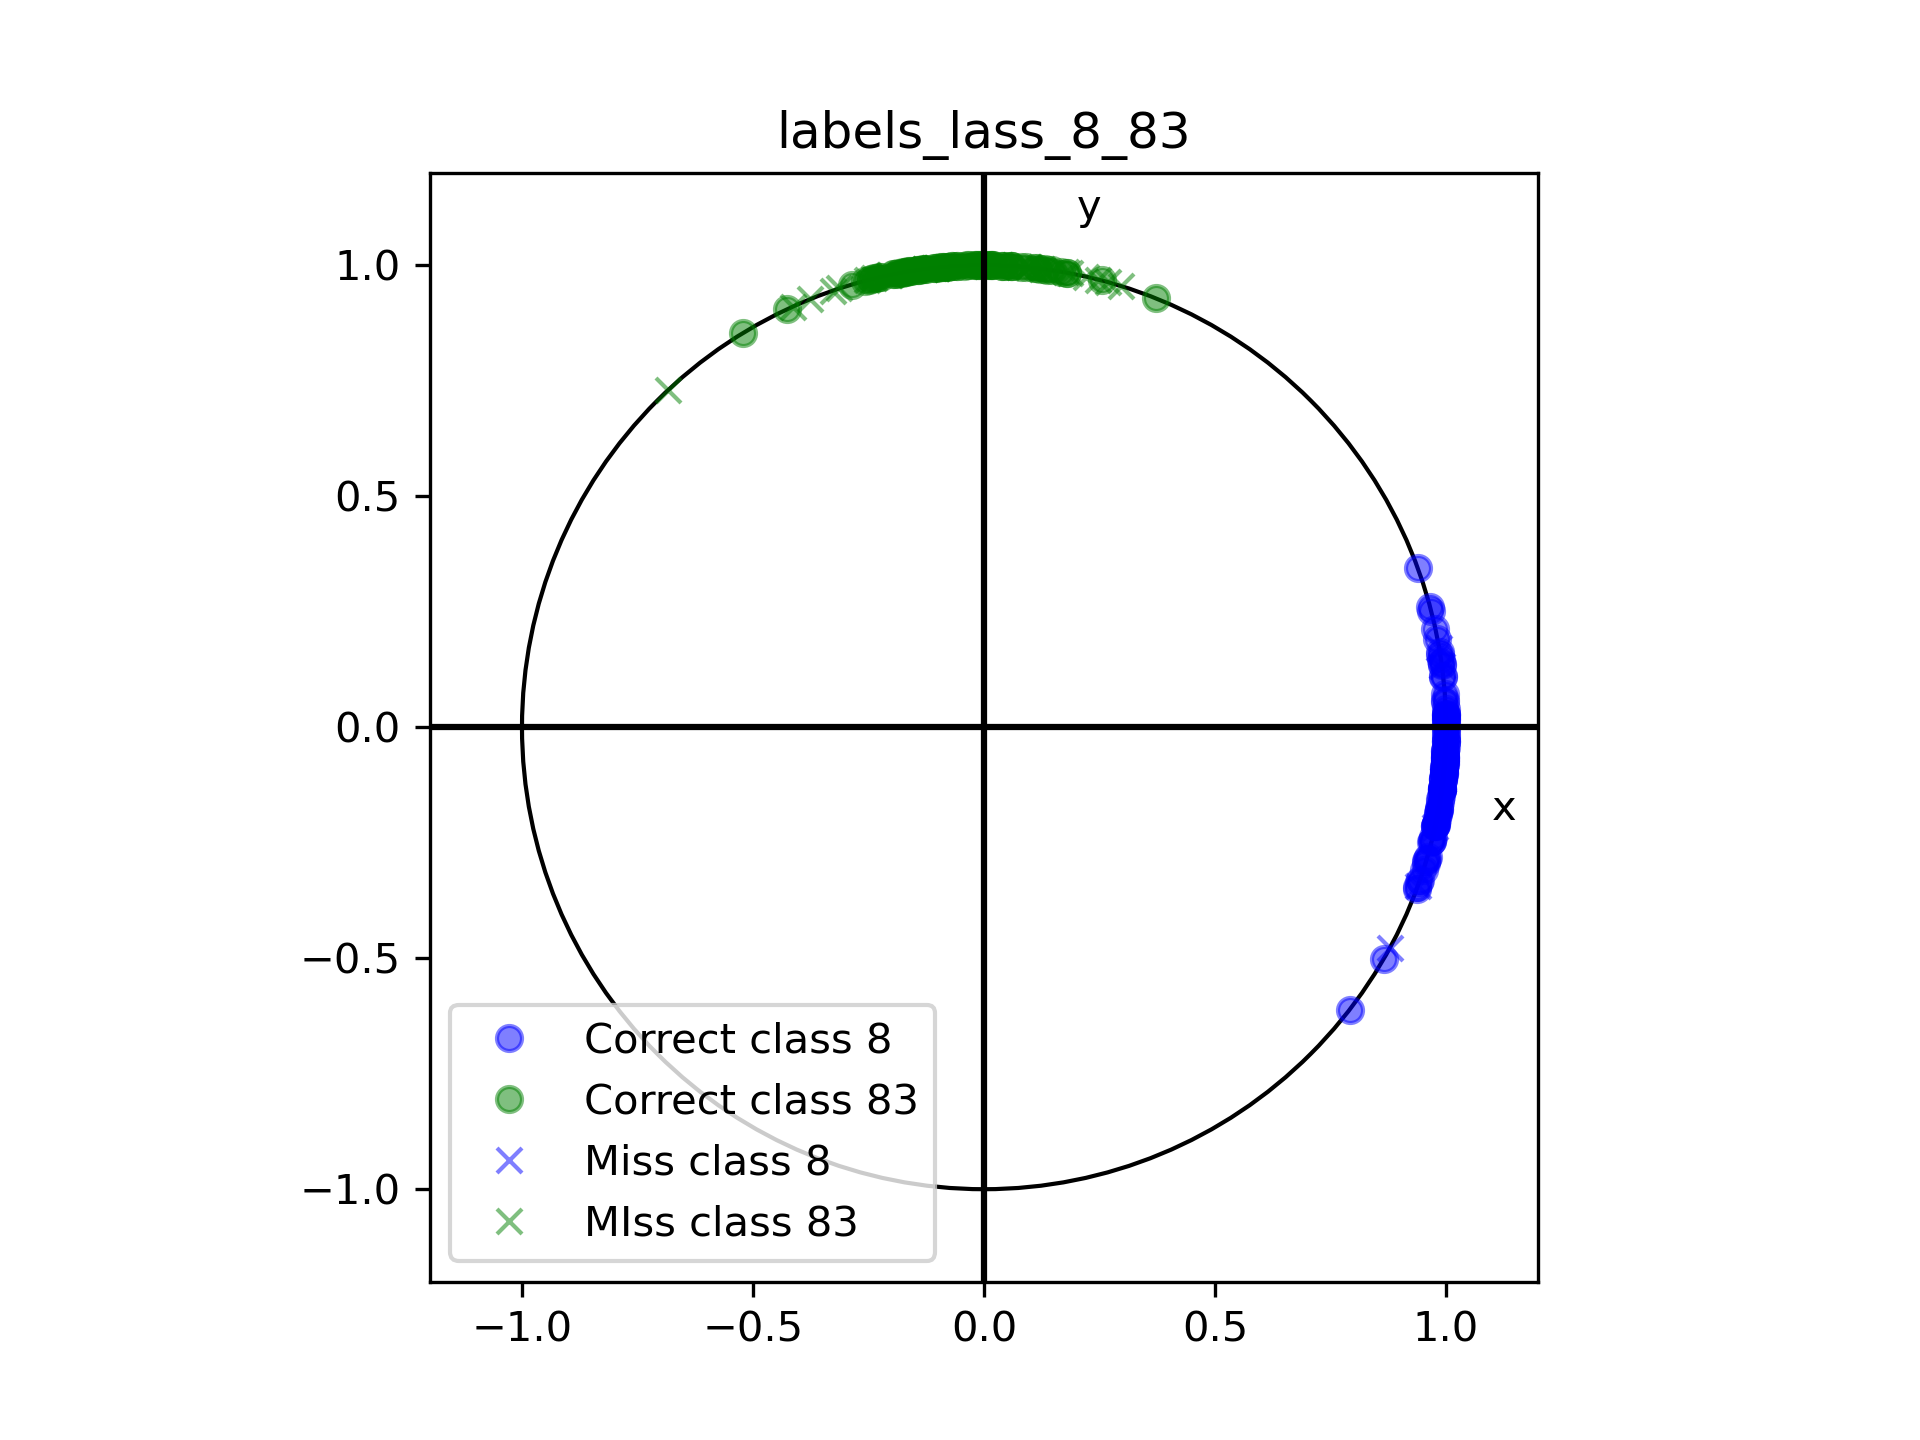 labels_lass_8_83
y
1.0
0.5
0.0
x
−0.5
−1.0
Correct class 8
Correct class 83
Miss class 8
MIss class 83
−1.0 −0.5 0.0 0.5 1.0